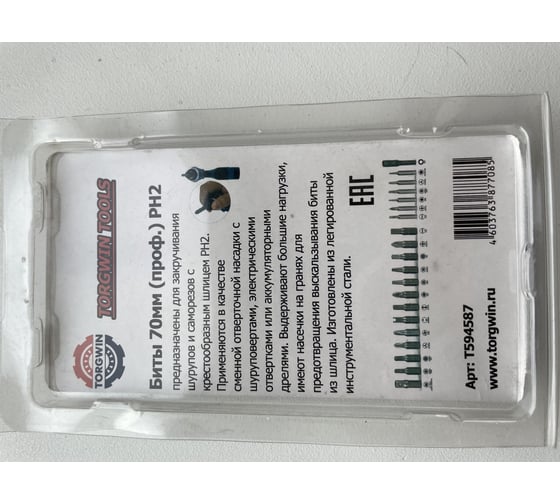 TORGWIN
TORGWIN TOOLS
Биты 70мм (проф.) PH2
предназначены для закручивания
шурупов и саморезов с
крестообразным шлицем PH2.
Применяются в качестве
сменной отверточной насадки с
шуруповертами, электрическими
отвертками или аккумуляторными
дрелями. Выдерживают большие нагрузки,
имеют насечки на гранях для
предотвращения выскальзывания биты
из шлица. Изготовлены из легированной
инструментальной стали.
EAC
Арт: T594587
www.torgwin.ru
46037634877085